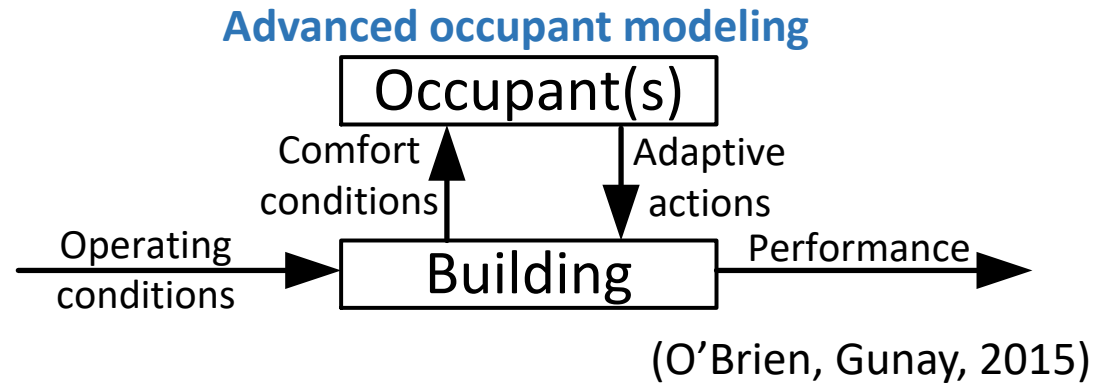 Advanced occupant modeling
Occupant(s)
Comfort
conditions
Adaptive
actions
Operating
conditions
Building
Performance
(O’Brien, Gunay, 2015)